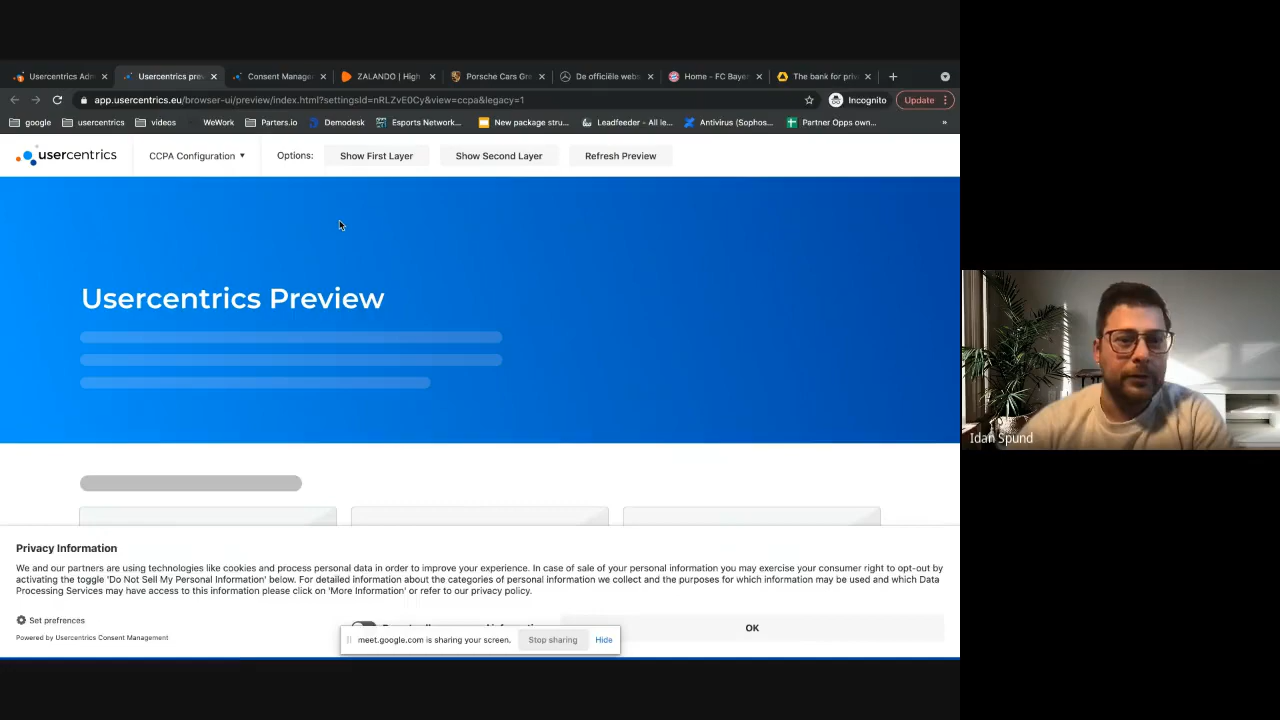 Usercentrics Adm
Usercentrics prev
Consent Manager
ZALANDO | High
Porsche Cars Gre
De officiële webs
Home - FC Bayer
The bank for priv
app.usercentrics.eu/browser-ui/preview/index.html?settingsId=nRLZvE0Cy&view=ccpa&legacy=1
Incognito
Update
google
usercentrics
videos
WeWork
Parters.io
Demodesk
Esports Network...
New package stru...
Leadfeeder - All le...
Antivirus (Sophos...
Partner Opps own...
»
usercentrics
CCPA Configuration
Options:
Show First Layer
Show Second Layer
Refresh Preview
Usercentrics Preview
Idan Spund
Privacy Information
We and our partners are using technologies like cookies and process personal data in order to improve your experience. In case of sale of your personal information you may exercise your consumer right to opt-out by
activating the toggle 'Do Not Sell My Personal Information' below. For detailed information about the categories of personal information we collect and the purposes for which information may be used and which Data
Processing Services may have access to this information please click on 'More Information' or refer to our privacy policy.
Set prefrences
OK
Powered by Usercentrics Consent Management
meet.google.com is sharing your screen.
Stop sharing
Hide